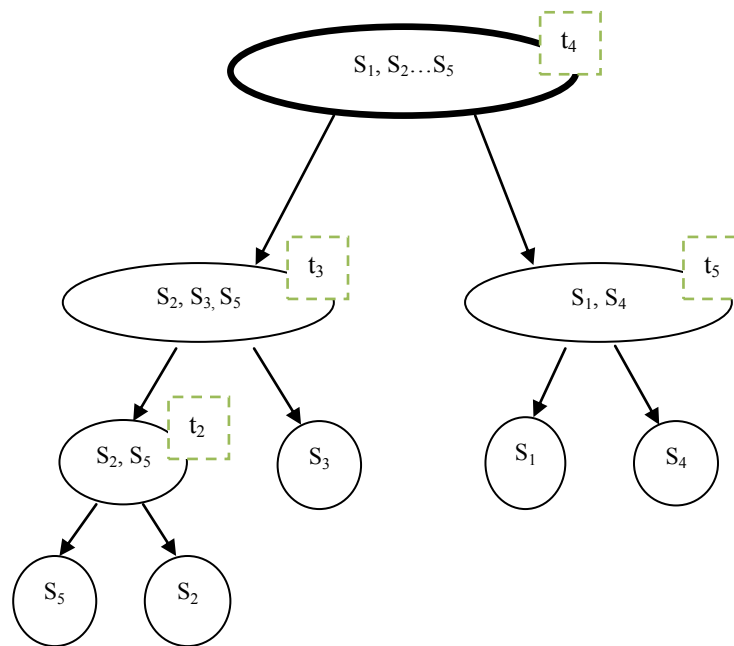 S₁, S₂…S₅
t₄
S₂, S₃, S₅
t₃
S₁, S₄
t₅
S₂, S₅
t₂
S₃
S₁
S₄
S₅
S₂